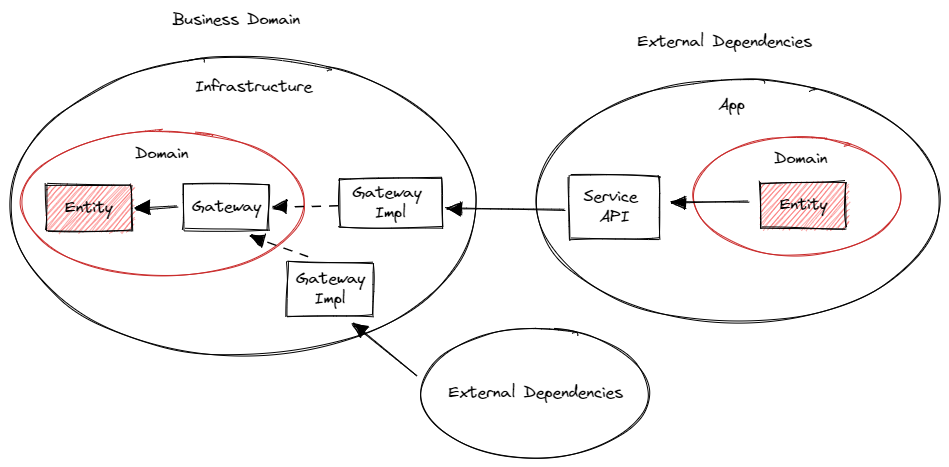 Business Domain
External Dependencies
Infrastructure
App
Domain
Domain
Entity
Gateway
Gateway
Impl
Service
API
Entity
Gateway
Impl
External Dependencies